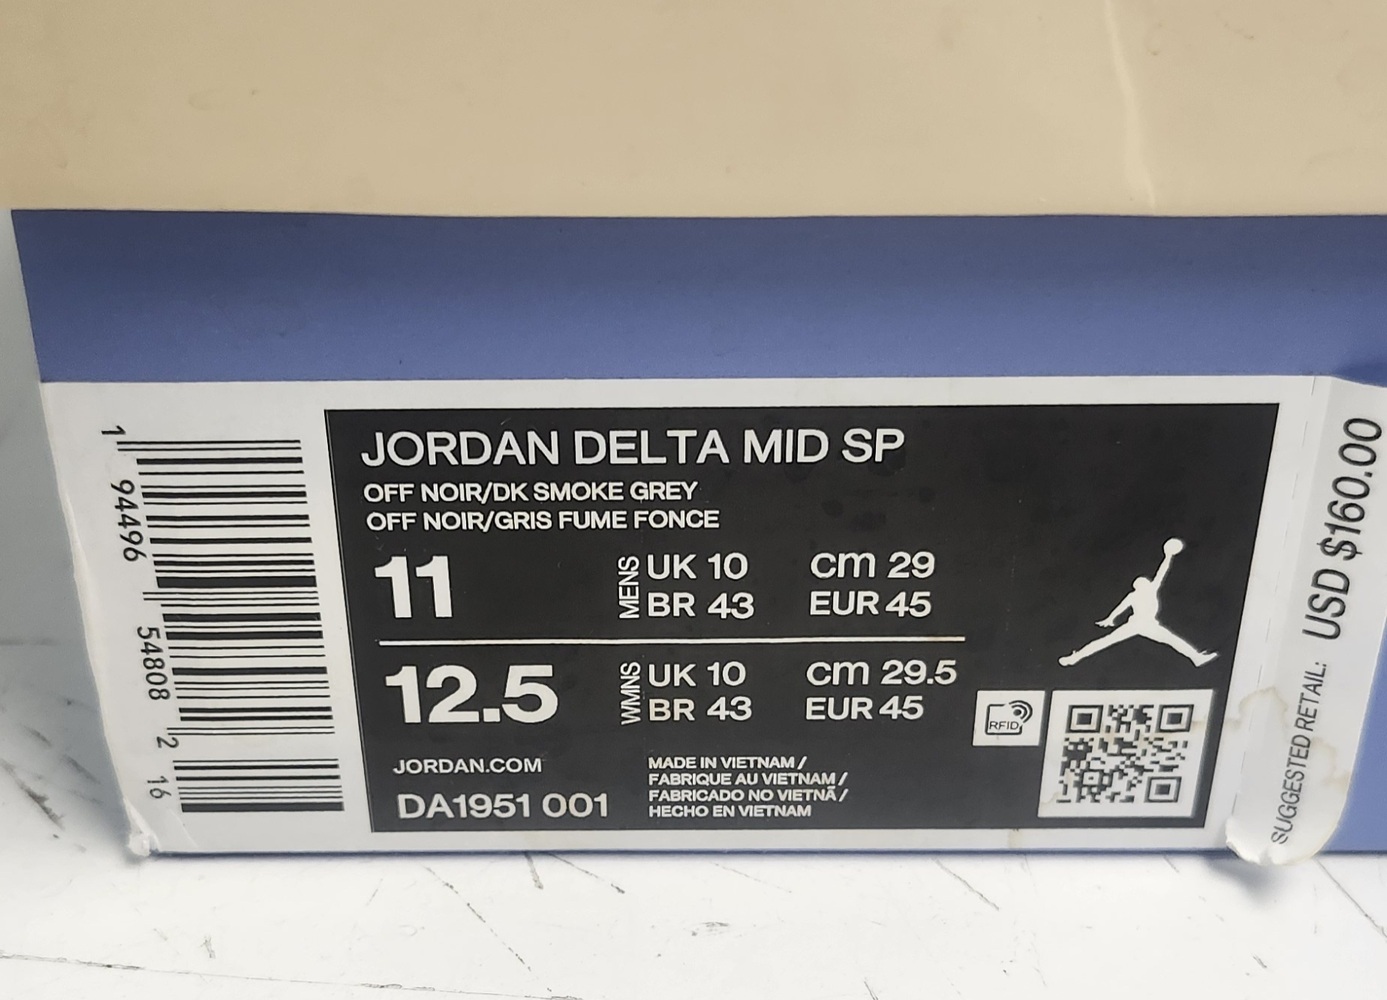 JORDAN DELTA MID SP
OFF NOIR/DK SMOKE GREY
OFF NOIR/GRIS FUME FONCE
11
MENS
UK 10 cm 29
BR 43 EUR 45
12.5
WMNS
UK 10 cm 29.5
BR 43 EUR 45
JORDAN.COM
DA1951 001
MADE IN VIETNAM /
FABRIQUE AU VIETNAM /
FABRICADO NO VIETNÃ /
HECHO EN VIETNAM
RFID
1 94496 54808 2 16
SUGGESTED RETAIL: USD $160.00